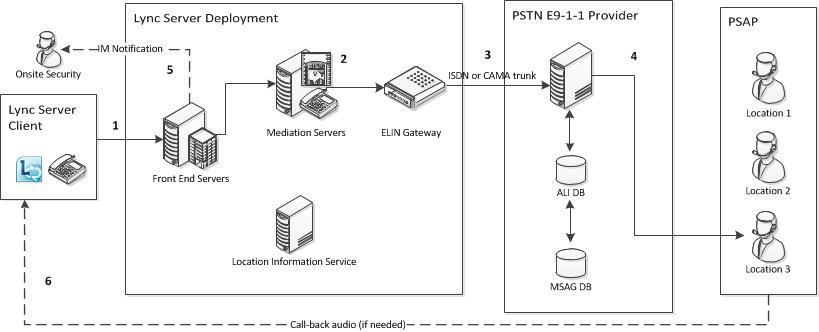 Lync Server Deployment
PSTN E9-1-1 Provider
PSAP
Onsite Security
IM Notification
5
2
3
4
ISDN or CAMA trunk
Lync Server
Client
L
1
Front End Servers
Mediation Servers
ELIN Gateway
Location 1
ALI DB
Location 2
Location Information Service
MSAG DB
Location 3
6
Call-back audio (if needed)